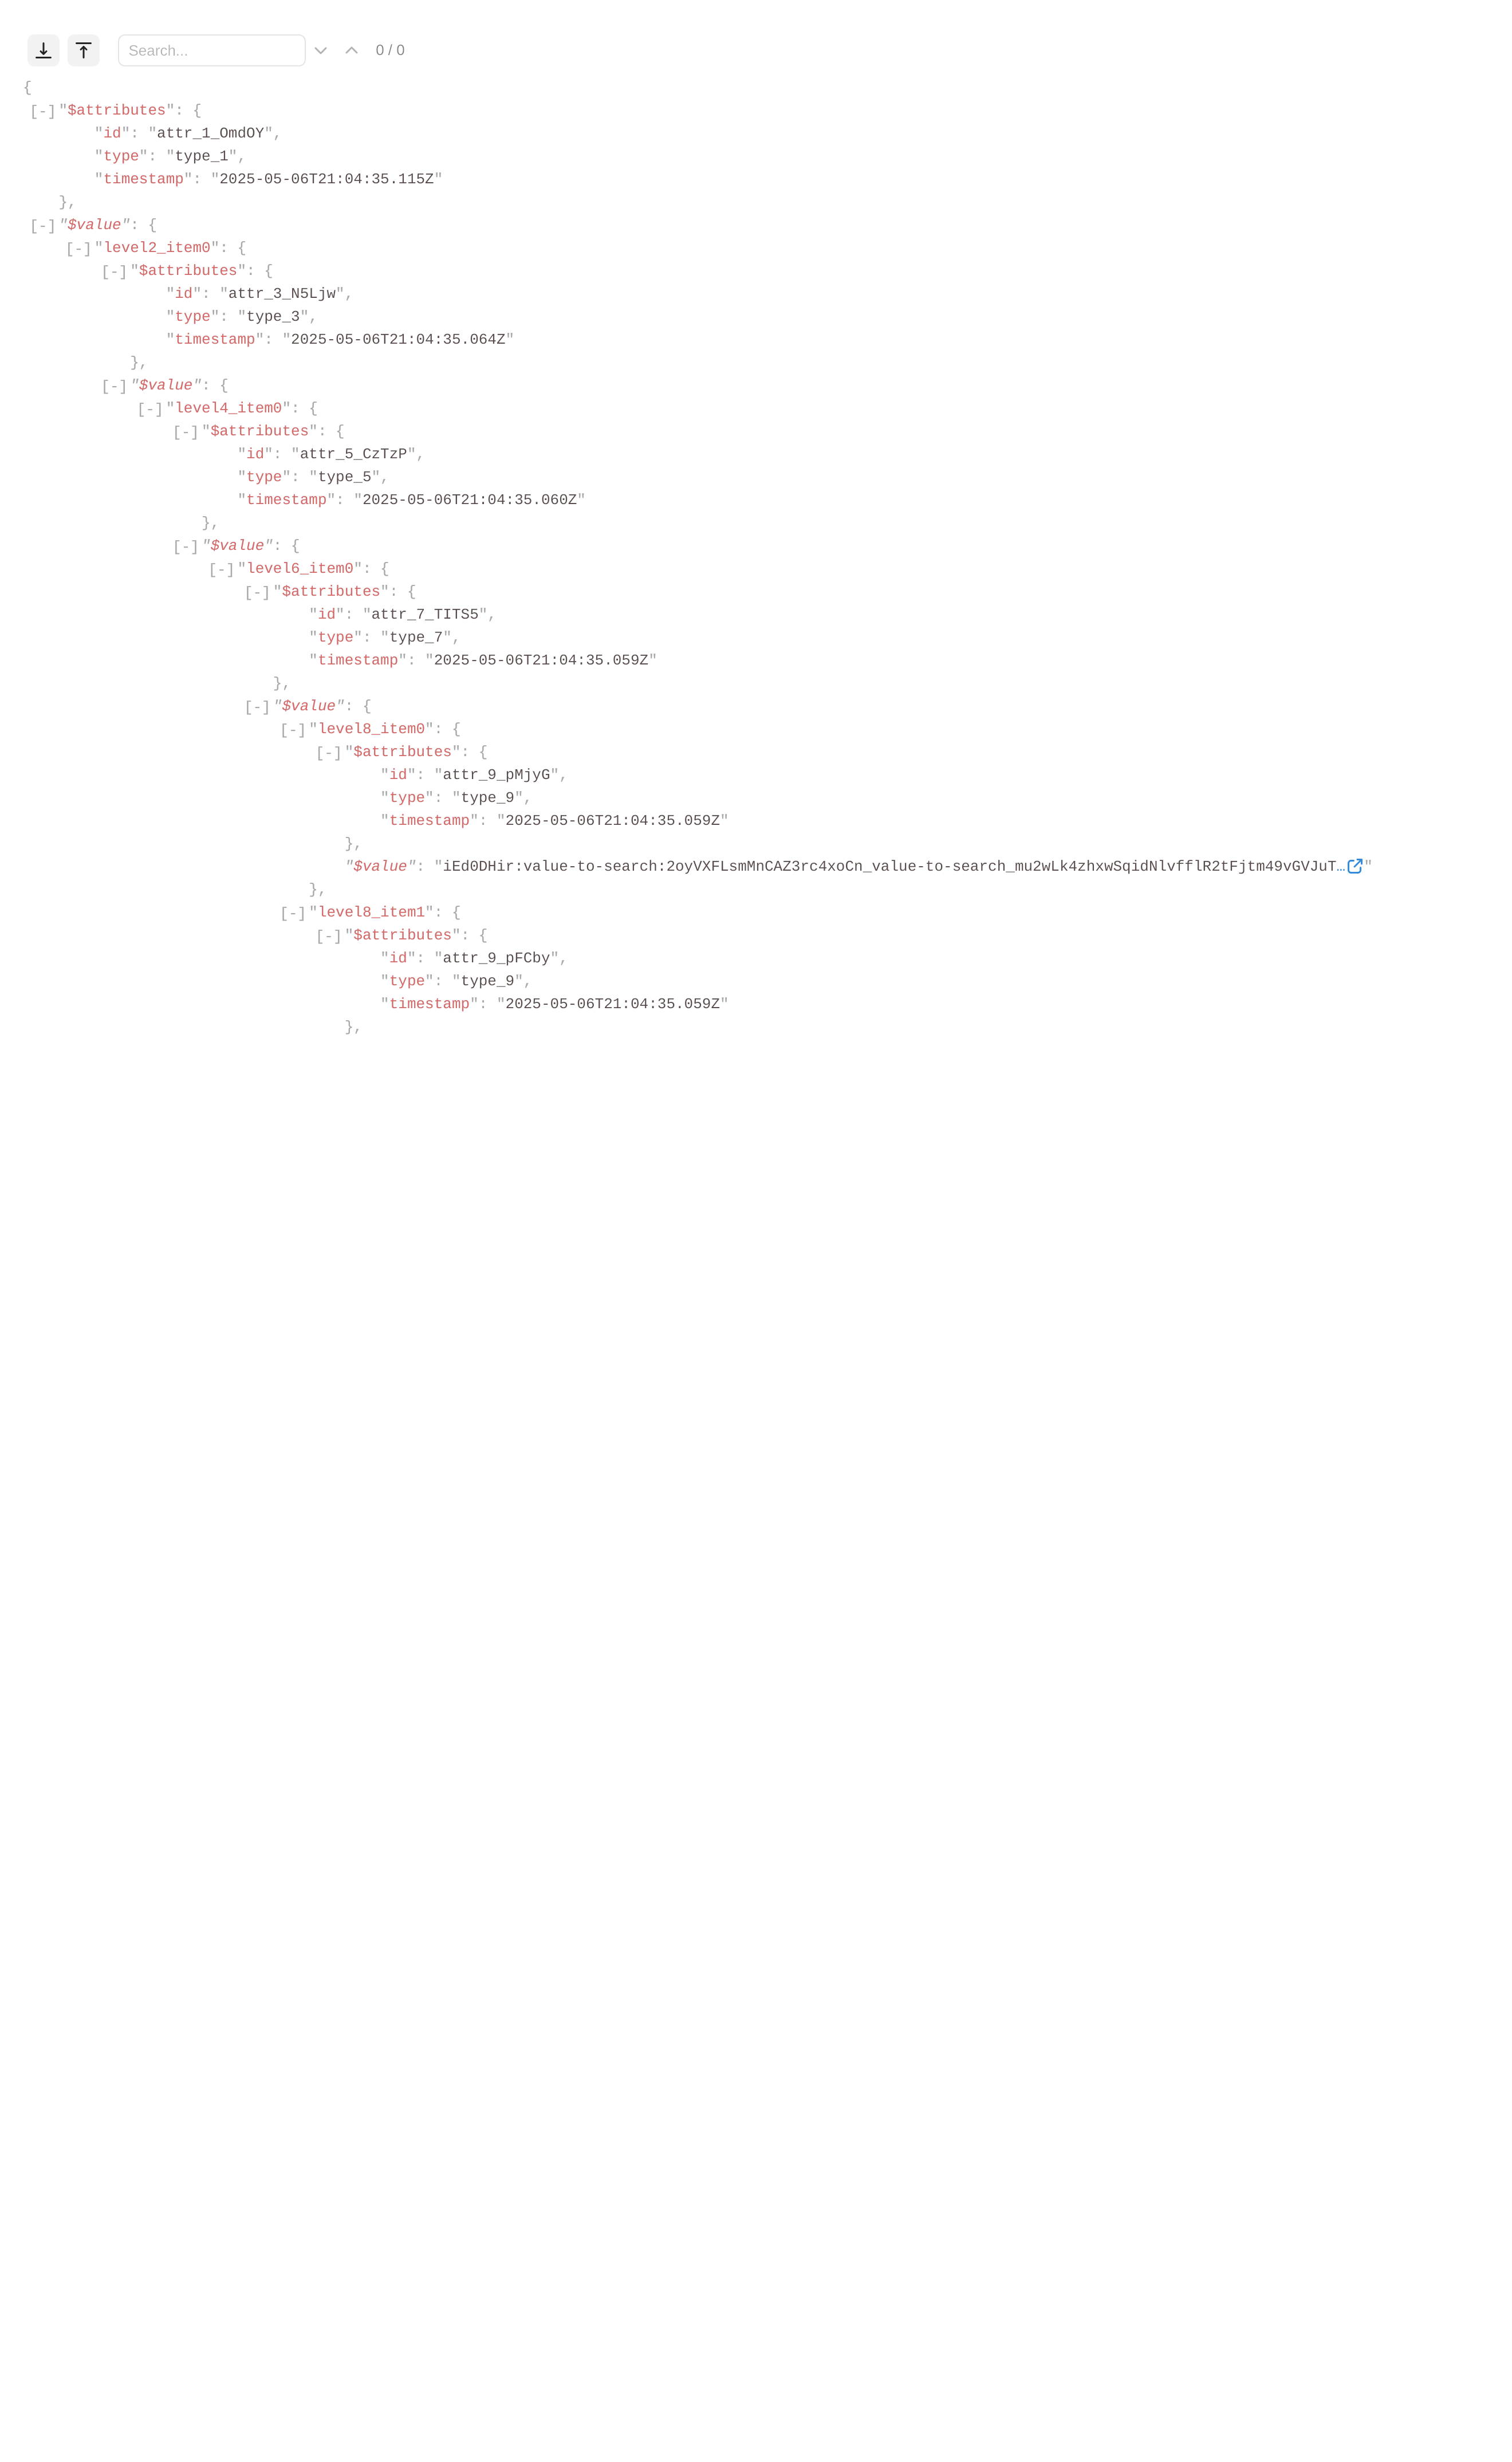 Search... 0 / 0
{
[-] "$attributes": {
"id": "attr_1_OmdOY",
"type": "type_1",
"timestamp": "2025-05-06T21:04:35.115Z"
},
[-] "$value": {
[-] "level2_item0": {
[-] "$attributes": {
"id": "attr_3_N5Ljw",
"type": "type_3",
"timestamp": "2025-05-06T21:04:35.064Z"
},
[-] "$value": {
[-] "level4_item0": {
[-] "$attributes": {
"id": "attr_5_CzTzP",
"type": "type_5",
"timestamp": "2025-05-06T21:04:35.060Z"
},
[-] "$value": {
[-] "level6_item0": {
[-] "$attributes": {
"id": "attr_7_TITS5",
"type": "type_7",
"timestamp": "2025-05-06T21:04:35.059Z"
},
[-] "$value": {
[-] "level8_item0": {
[-] "$attributes": {
"id": "attr_9_pMjyG",
"type": "type_9",
"timestamp": "2025-05-06T21:04:35.059Z"
},
"$value": "iEd0DHir:value-to-search:2oyVXFLsmMnCAZ3rc4xoCn_value-to-search_mu2wLk4zhxwSqidNlvfflR2tFjtm49vGVJuT…"
},
[-] "level8_item1": {
[-] "$attributes": {
"id": "attr_9_pFCby",
"type": "type_9",
"timestamp": "2025-05-06T21:04:35.059Z"
},